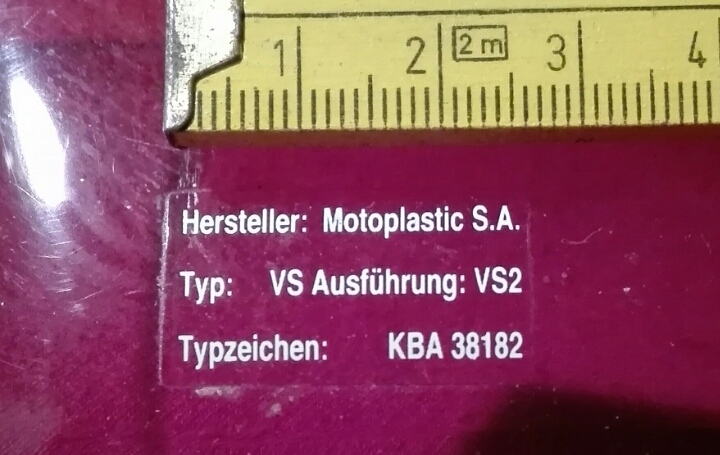 1 2 2 m 3 4
Hersteller: Motoplastic S.A.
Typ: VS Ausführung: VS2
Typzeichen: KBA 38182